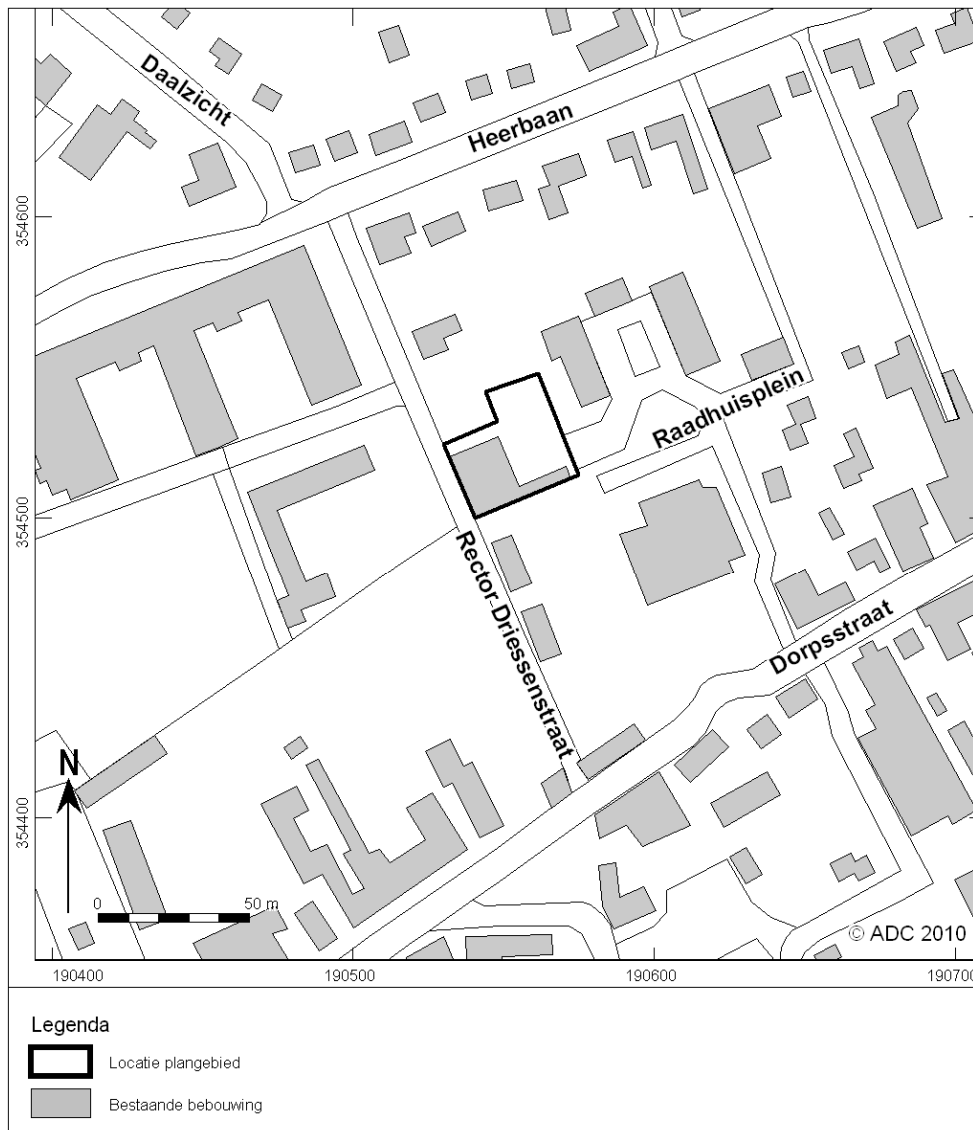 Daalzicht
Heerbaan
354600
Raadhuisplein
354500
Rector Driessenstraat
Dorpsstraat
N
354400
0
50 m
© ADC 2010
190400
190500
190600
190700
Legenda
Locatie plangebied
Bestaande bebouwing